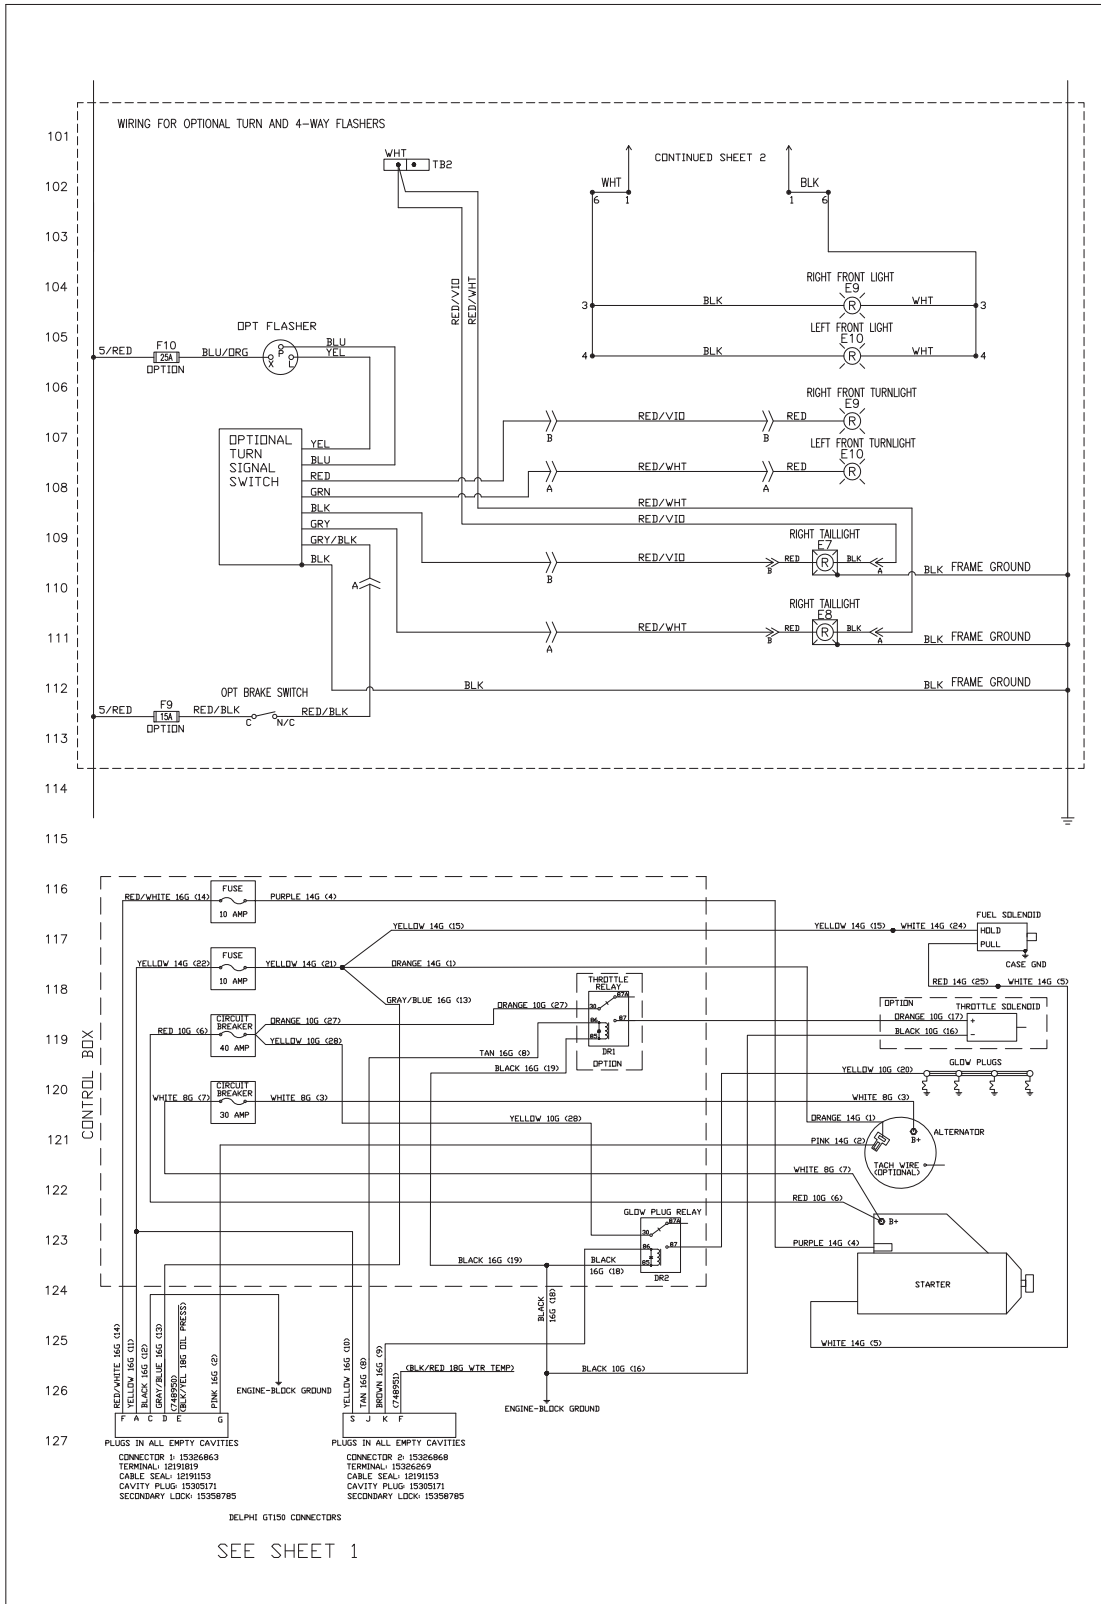 101
WIRING FOR OPTIONAL TURN AND 4-WAY FLASHERS
WHT
TB2
CONTINUED SHEET 2
102
WHT
BLK
6
1
1
6
103
RED/VIO
RED/WHT
104
RIGHT FRONT LIGHT
E9
3
BLK
R
WHT
3
105
OPT FLASHER
LEFT FRONT LIGHT
E10
5/RED
F10
25A
OPTION
BLU/ORG
X
P
L
BLU
YEL
4
BLK
R
WHT
4
106
RIGHT FRONT TURNLIGHT
E9
RED/VIO
RED
R
B
B
107
OPTIONAL
TURN
SIGNAL
SWITCH
YEL
BLU
RED
GRN
BLK
GRY
GRY/BLK
BLK
LEFT FRONT TURNLIGHT
E10
RED/WHT
RED
R
A
A
108
RED/WHT
RED/VIO
109
RIGHT TAILLIGHT
E7
RED/VIO
RED
R
BLK
B
B
A
BLK FRAME GROUND
A
110
RIGHT TAILLIGHT
E8
111
RED/WHT
RED
R
BLK
A
B
A
BLK FRAME GROUND
112
OPT BRAKE SWITCH
BLK
BLK FRAME GROUND
5/RED
F9
15A
OPTION
RED/BLK
C
N/C
RED/BLK
113
114
115
116
FUSE
10 AMP
RED/WHITE 16G (14)
PURPLE 14G (4)
117
YELLOW 14G (15)
YELLOW 14G (15)
WHITE 14G (24)
FUEL SOLENOID
HOLD
PULL
CASE GND
FUSE
10 AMP
YELLOW 14G (22)
YELLOW 14G (21)
ORANGE 14G (1)
118
GRAY/BLUE 16G (13)
THROTTLE
RELAY
RED 14G (25)
WHITE 14G (5)
ORANGE 10G (27)
30
87A
86
87
85
DR1
OPTION
OPTION
THROTTLE SOLENOID
ORANGE 10G (17)
+
BLACK 10G (16)
-
119
CONTROL BOX
RED 10G (6)
CIRCUIT
BREAKER
40 AMP
ORANGE 10G (27)
YELLOW 10G (28)
TAN 16G (8)
BLACK 16G (19)
GLOW PLUGS
YELLOW 10G (20)
120
WHITE 8G (7)
CIRCUIT
BREAKER
30 AMP
WHITE 8G (3)
WHITE 8G (3)
YELLOW 10G (28)
ORANGE 14G (1)
121
PINK 14G (2)
B+
ALTERNATOR
TACH WIRE
(OPTIONAL)
WHITE 8G (7)
122
RED 10G (6)
GLOW PLUG RELAY
30
87A
86
87
85
DR2
B+
123
PURPLE 14G (4)
BLACK 16G (19)
BLACK
16G (18)
STARTER
124
BLACK
16G (18)
125
WHITE 14G (5)
RED/WHITE 16G (14)
YELLOW 16G (11)
BLACK 16G (12)
GRAY/BLUE 16G (13)
(748950)
(BLK/YEL 18G OIL PRESS)
PINK 16G (2)
YELLOW 16G (10)
TAN 16G (8)
BROWN 16G (9)
(748951)
(BLK/RED 18G WTR TEMP)
BLACK 10G (16)
126
ENGINE-BLOCK GROUND
ENGINE-BLOCK GROUND
F A C D E G
S J K F
127
PLUGS IN ALL EMPTY CAVITIES
CONNECTOR 1: 15326863
TERMINAL: 12191819
CABLE SEAL: 12191153
CAVITY PLUG: 15305171
SECONDARY LOCK: 15358785
PLUGS IN ALL EMPTY CAVITIES
CONNECTOR 2: 15326868
TERMINAL: 15326269
CABLE SEAL: 12191153
CAVITY PLUG: 15305171
SECONDARY LOCK: 15358785
DELPHI GT150 CONNECTORS
SEE SHEET 1